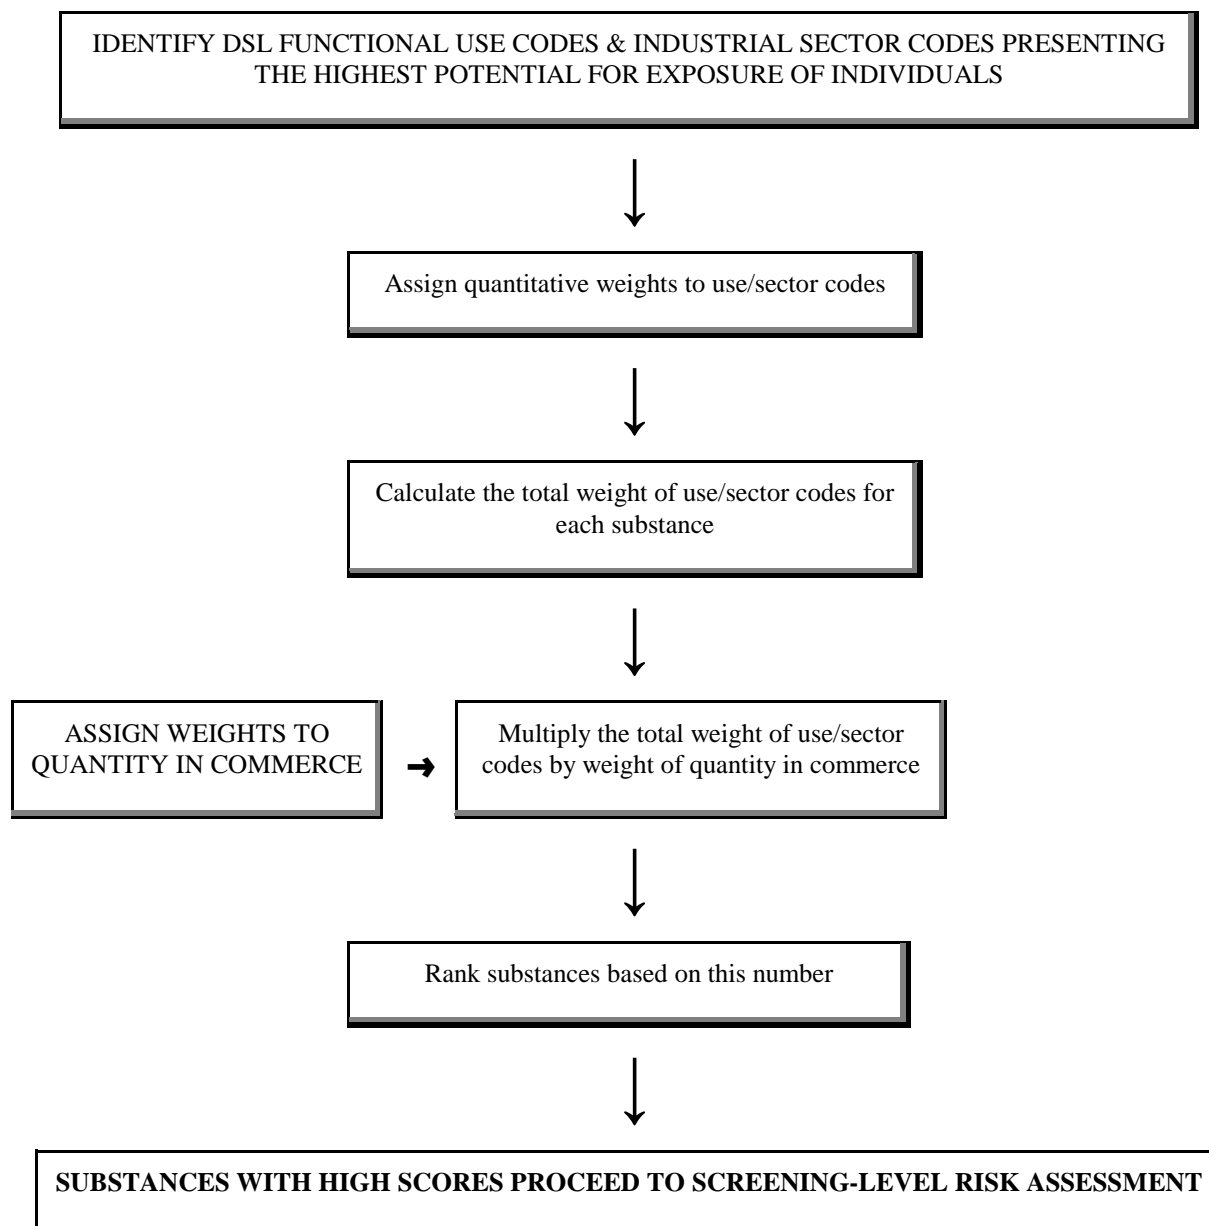 IDENTIFY DSL FUNCTIONAL USE CODES & INDUSTRIAL SECTOR CODES PRESENTING
THE HIGHEST POTENTIAL FOR EXPOSURE OF INDIVIDUALS
Assign quantitative weights to use/sector codes
Calculate the total weight of use/sector codes for
each substance
ASSIGN WEIGHTS TO
QUANTITY IN COMMERCE
Multiply the total weight of use/sector
codes by weight of quantity in commerce
Rank substances based on this number
SUBSTANCES WITH HIGH SCORES PROCEED TO SCREENING-LEVEL RISK ASSESSMENT